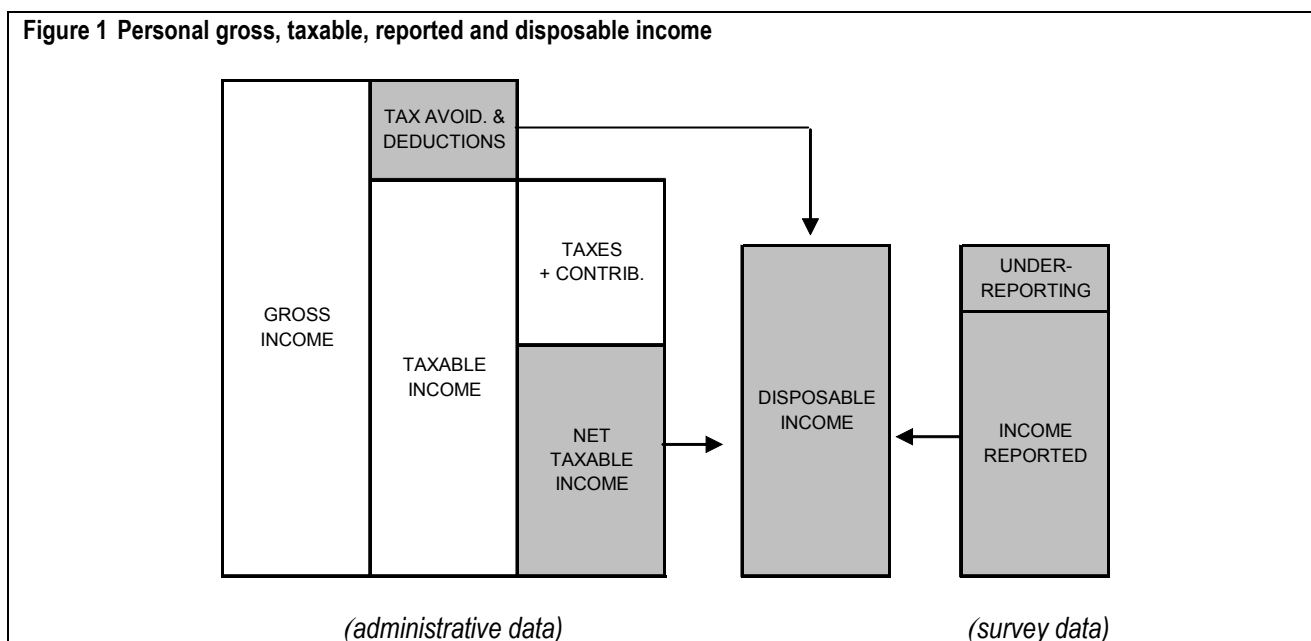 Figure 1 Personal gross, taxable, reported and disposable income
TAX AVOID. &
DEDUCTIONS
GROSS
INCOME
TAXABLE
INCOME
TAXES
+ CONTRIB.
NET
TAXABLE
INCOME
DISPOSABLE
INCOME
UNDER-
REPORTING
INCOME
REPORTED
(administrative data)
(survey data)